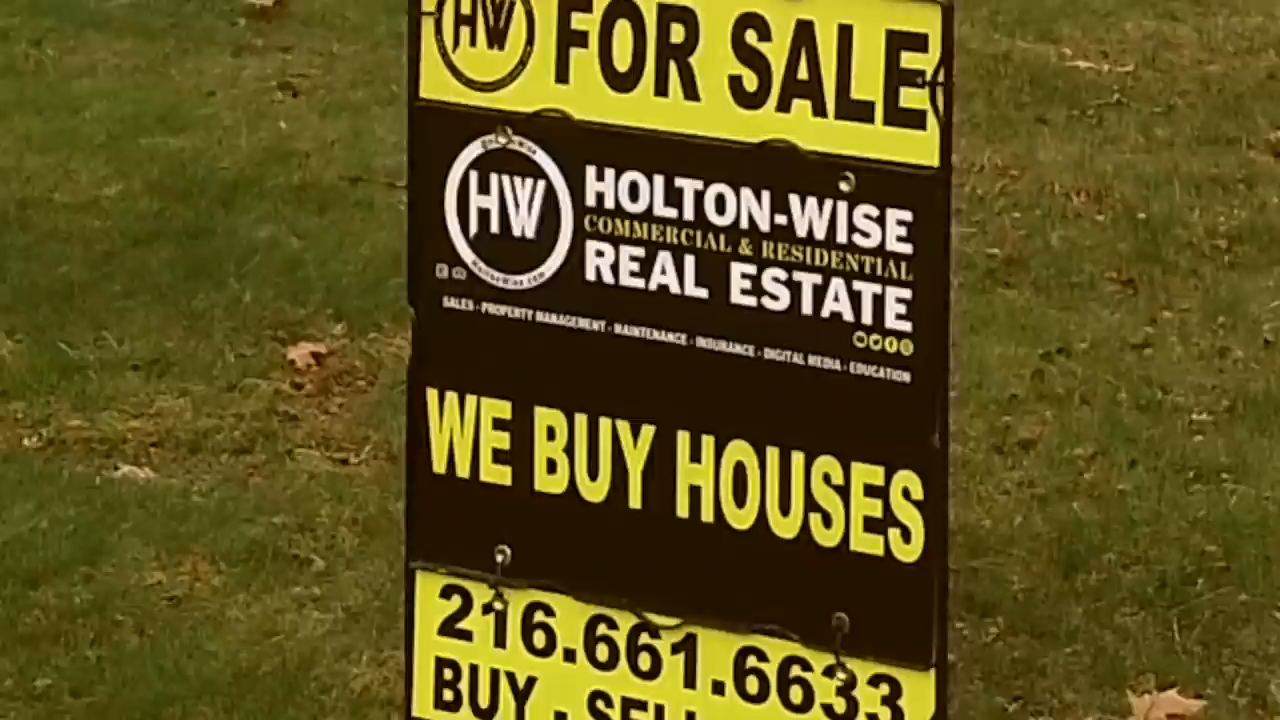 HW FOR SALE
HW
HOLTON-WISE
COMMERCIAL & RESIDENTIAL
REAL ESTATE
SALES - PROPERTY MANAGEMENT - MAINTENANCE - INSURANCE - DIGITAL MEDIA - EDUCATION
WE BUY HOUSES
216.661.6633
BUY - SELL